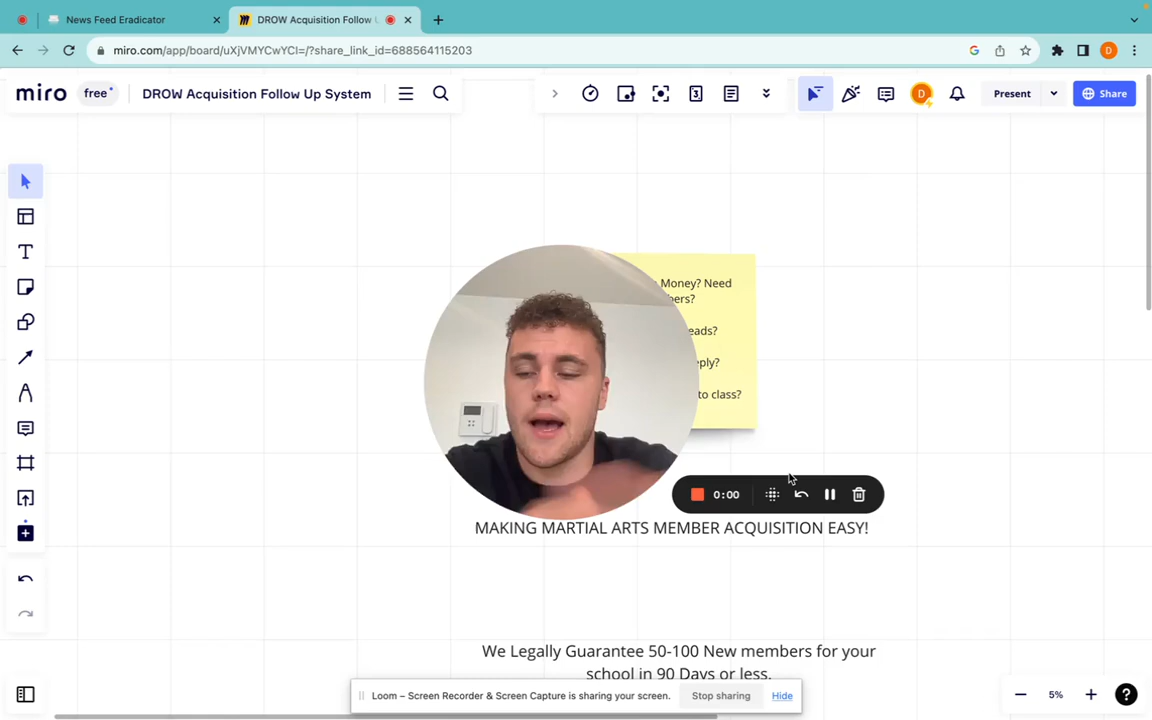 News Feed Eradicator
DROW Acquisition Follow U
miro.com/app/board/uXjVMYCwYCI=/?share_link_id=688564115203
G
D
miro
free
DROW Acquisition Follow Up System
3
D
Present
Share
T
Money? Need
bers?
eads?
eply?
to class?
0:00
MAKING MARTIAL ARTS MEMBER ACQUISITION EASY!
We Legally Guarantee 50-100 New members for your
school in 90 Days or less.
Loom – Screen Recorder & Screen Capture is sharing your screen.
Stop sharing
Hide
5%
?